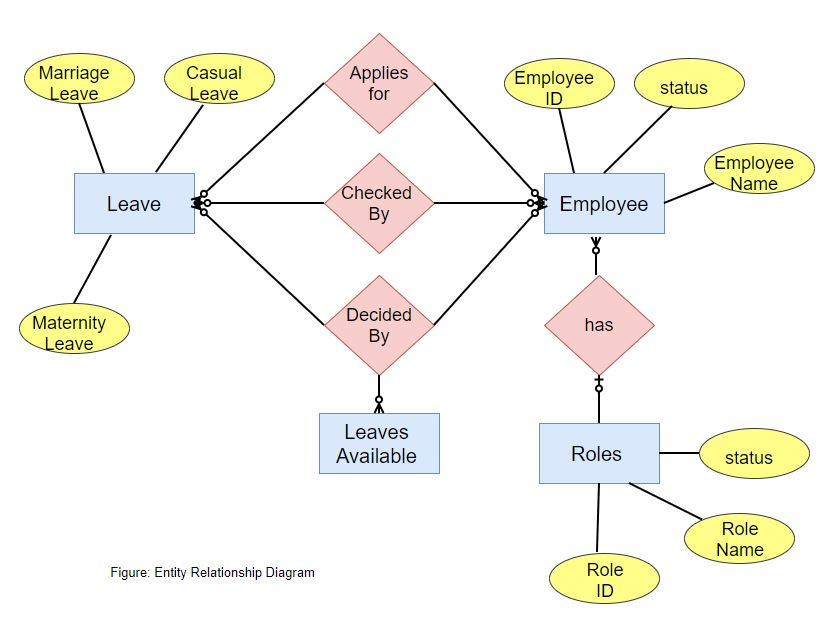 Marriage
Leave
Casual
Leave
Applies
for
Employee
ID
status
Employee
Name
Leave
Checked
By
Employee
Maternity
Leave
Decided
By
has
Leaves
Available
Roles
status
Role
Name
Role
ID
Figure: Entity Relationship Diagram